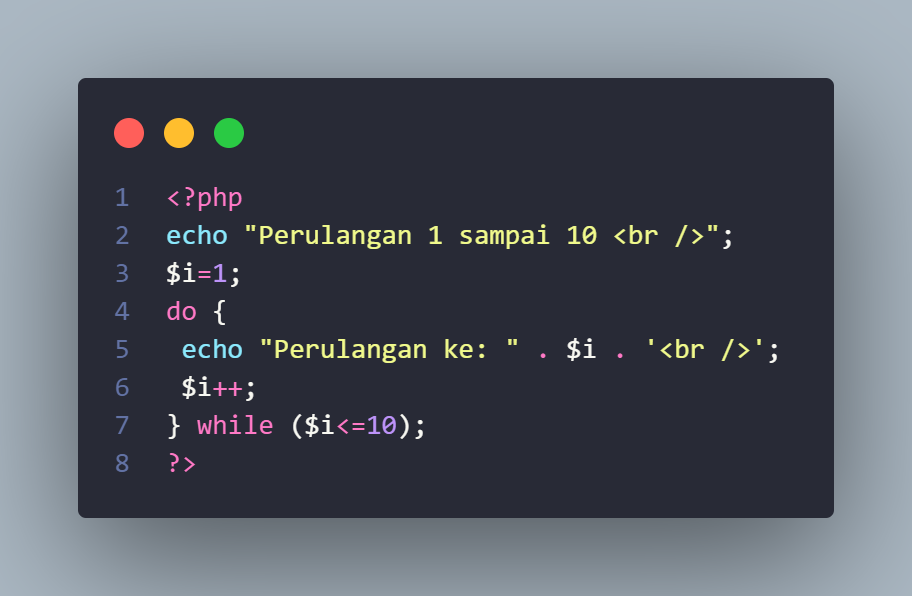 1 <?php
2 echo "Perulangan 1 sampai 10 <br />";
3 $i=1;
4 do {
5  echo "Perulangan ke: " . $i . '<br />';
6  $i++;
7 } while ($i<=10);
8 ?>